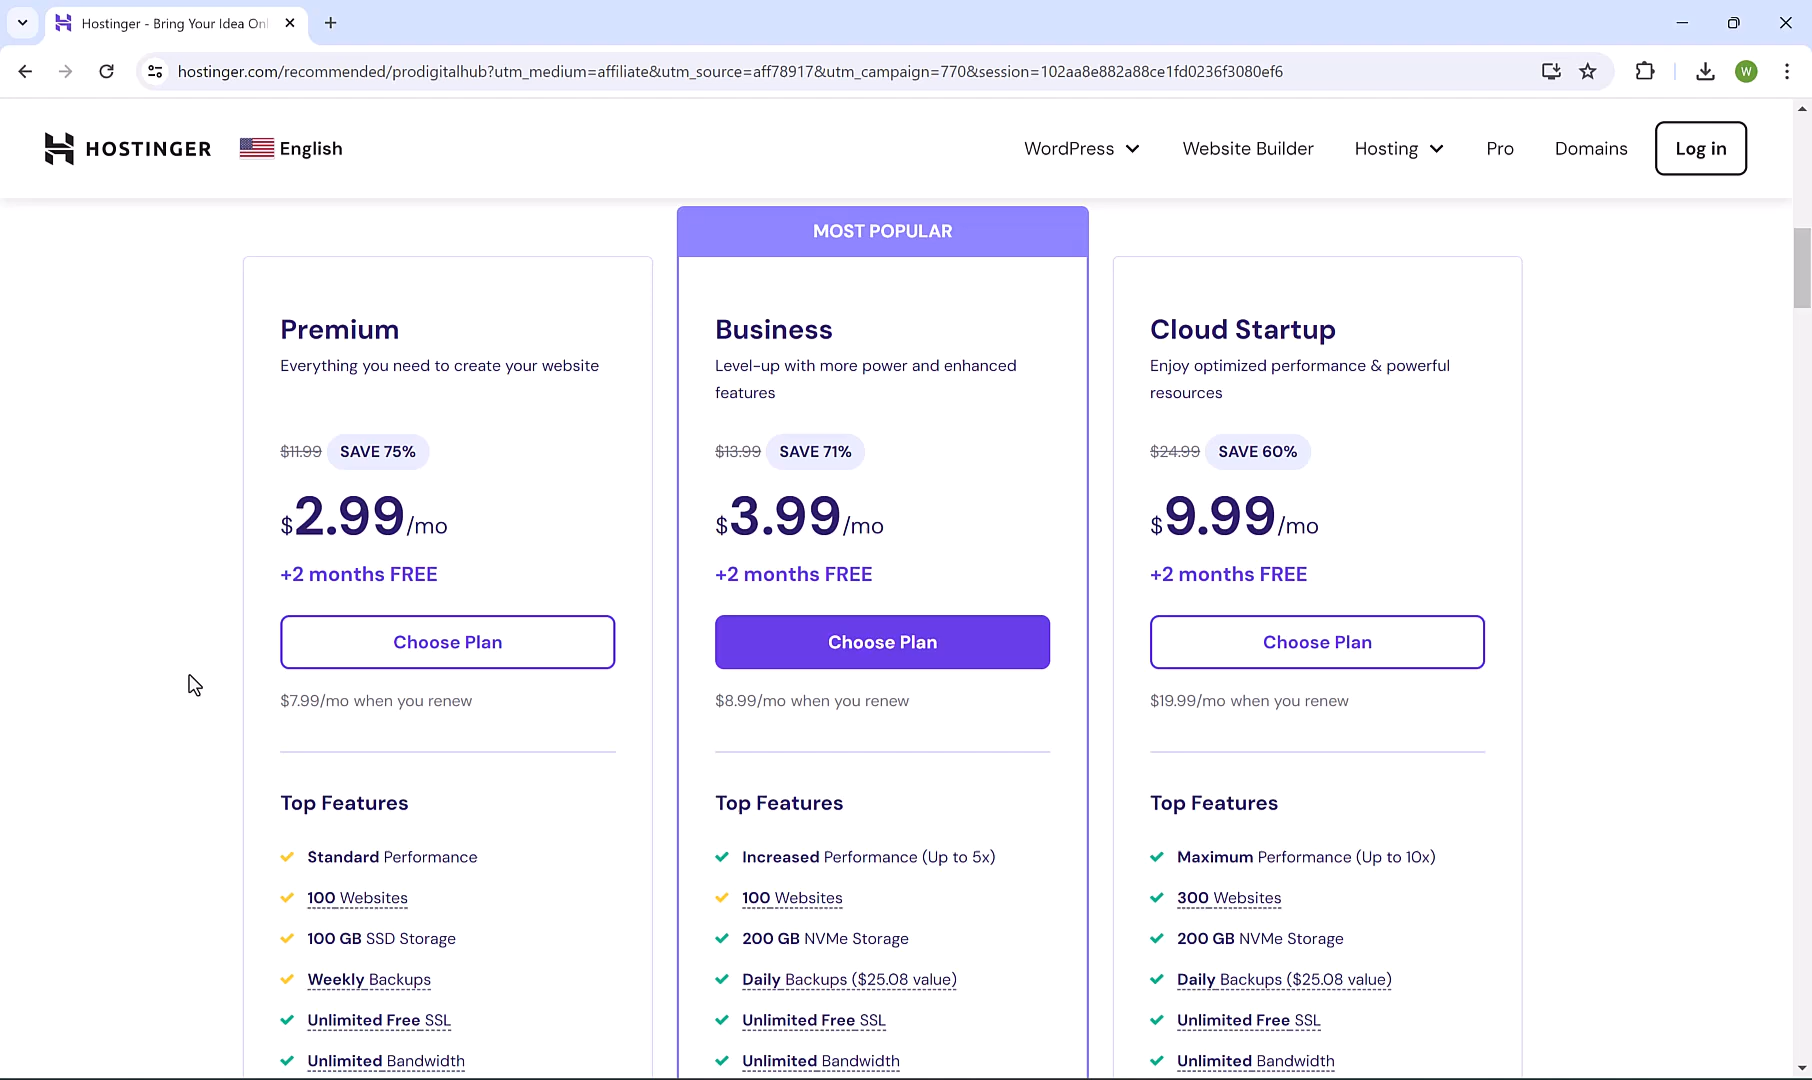 Hostinger - Bring Your Idea Onl
hostinger.com/recommended/prodigitalhub?utm_medium=affiliate&utm_source=aff78917&utm_campaign=770&session=102aa8e882a88ce1fd0236f3080ef6
W
HOSTINGER
English
WordPress
Website Builder
Hosting
Pro
Domains
Log in
MOST POPULAR
Premium
Everything you need to create your website
$11.99 SAVE 75%
$2.99/mo
+2 months FREE
Choose Plan
$7.99/mo when you renew
Top Features
Standard Performance
100 Websites
100 GB SSD Storage
Weekly Backups
Unlimited Free SSL
Unlimited Bandwidth
Business
Level-up with more power and enhanced
features
$13.99 SAVE 71%
$3.99/mo
+2 months FREE
Choose Plan
$8.99/mo when you renew
Top Features
Increased Performance (Up to 5x)
100 Websites
200 GB NVMe Storage
Daily Backups ($25.08 value)
Unlimited Free SSL
Unlimited Bandwidth
Cloud Startup
Enjoy optimized performance & powerful
resources
$24.99 SAVE 60%
$9.99/mo
+2 months FREE
Choose Plan
$19.99/mo when you renew
Top Features
Maximum Performance (Up to 10x)
300 Websites
200 GB NVMe Storage
Daily Backups ($25.08 value)
Unlimited Free SSL
Unlimited Bandwidth